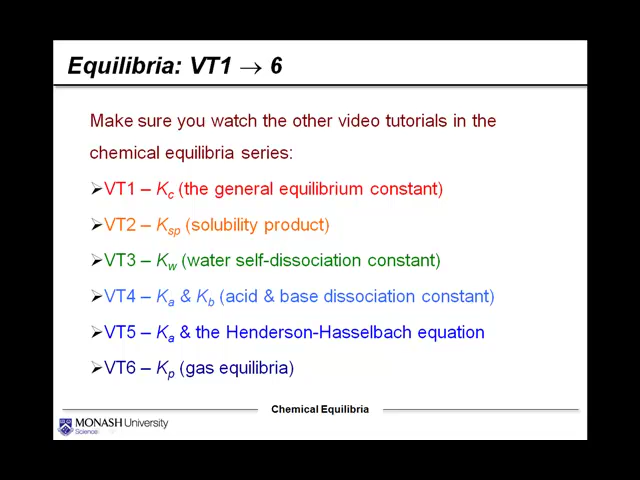 Equilibria: VT1 → 6
Make sure you watch the other video tutorials in the
chemical equilibria series:
➢VT1 – Kc (the general equilibrium constant)
➢VT2 – Ksp (solubility product)
➢VT3 – Kw (water self-dissociation constant)
➢VT4 – Ka & Kb (acid & base dissociation constant)
➢VT5 – Ka & the Henderson-Hasselbach equation
➢VT6 – Kp (gas equilibria)
Chemical Equilibria
MONASH University
Science